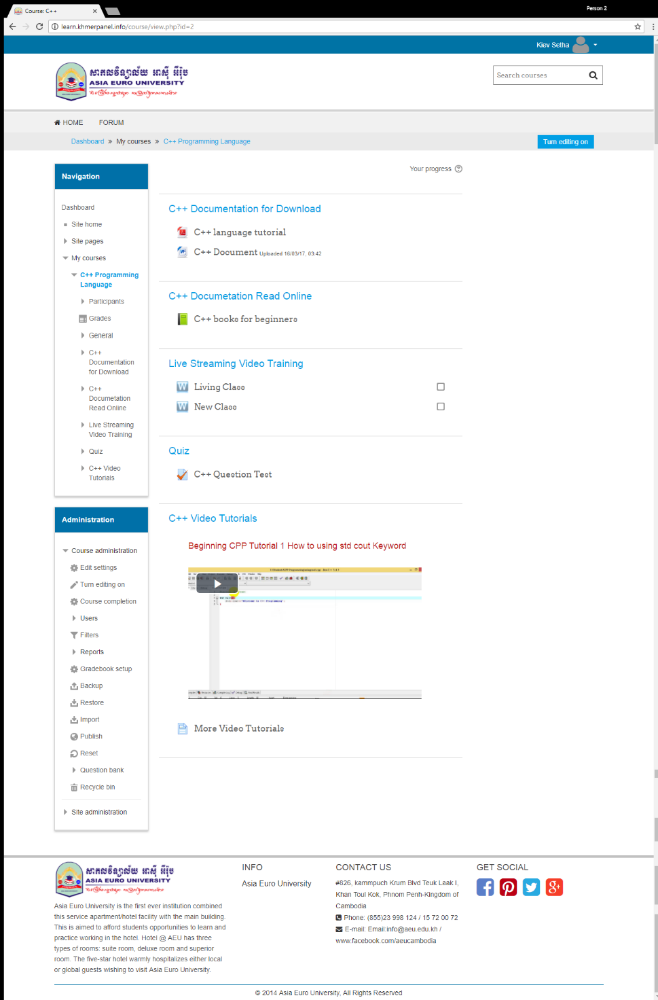 Course: C++
Person 2
learn.khmerpanel.info/course/view.php?id=2
Kiev Setha
សាកលវិទ្យាល័យ អាស៊ី អឺរ៉ុប
ASIA EURO UNIVERSITY
Search courses
HOME FORUM
Dashboard » My courses » C++ Programming Language
Turn editing on
Navigation
Dashboard
Site home
Site pages
My courses
C++ Programming
Language
Participants
Grades
General
C++
Documentation
for Download
C++
Documetation
Read Online
Live Streaming
Video Training
Quiz
C++ Video
Tutorials
Administration
Course administration
Edit settings
Turn editing on
Course completion
Users
Filters
Reports
Gradebook setup
Backup
Restore
Import
Publish
Reset
Question bank
Recycle bin
Site administration
Your progress
C++ Documentation for Download
C++ language tutorial
C++ Document Uploaded 16/03/17, 03:42
C++ Documetation Read Online
C++ books for beginners
Live Streaming Video Training
Living Class
New Class
Quiz
C++ Question Test
C++ Video Tutorials
Beginning CPP Tutorial 1 How to using std cout Keyword
More Video Tutorials
សាកលវិទ្យាល័យ អាស៊ី អឺរ៉ុប
ASIA EURO UNIVERSITY
Asia Euro University is the first ever institution combined
this service apartment/hotel facility with the main building.
This is aimed to afford students opportunities to learn and
practice working in the hotel. Hotel @ AEU has three
types of rooms: suite room, deluxe room and superior
room. The five-star hotel warmly hospitalizes either local
or global guests wishing to visit Asia Euro University.
INFO
Asia Euro University
CONTACT US
#826, kammpuch Krum Blvd Teuk Laak I,
Khan Toul Kok, Phnom Penh-Kingdom of
Cambodia
Phone: (855)23 998 124 / 15 72 00 72
E-mail: Email:info@aeu.edu.kh /
www.facebook.com/aeucambodia
GET SOCIAL
© 2014 Asia Euro University, All Rights Reserved